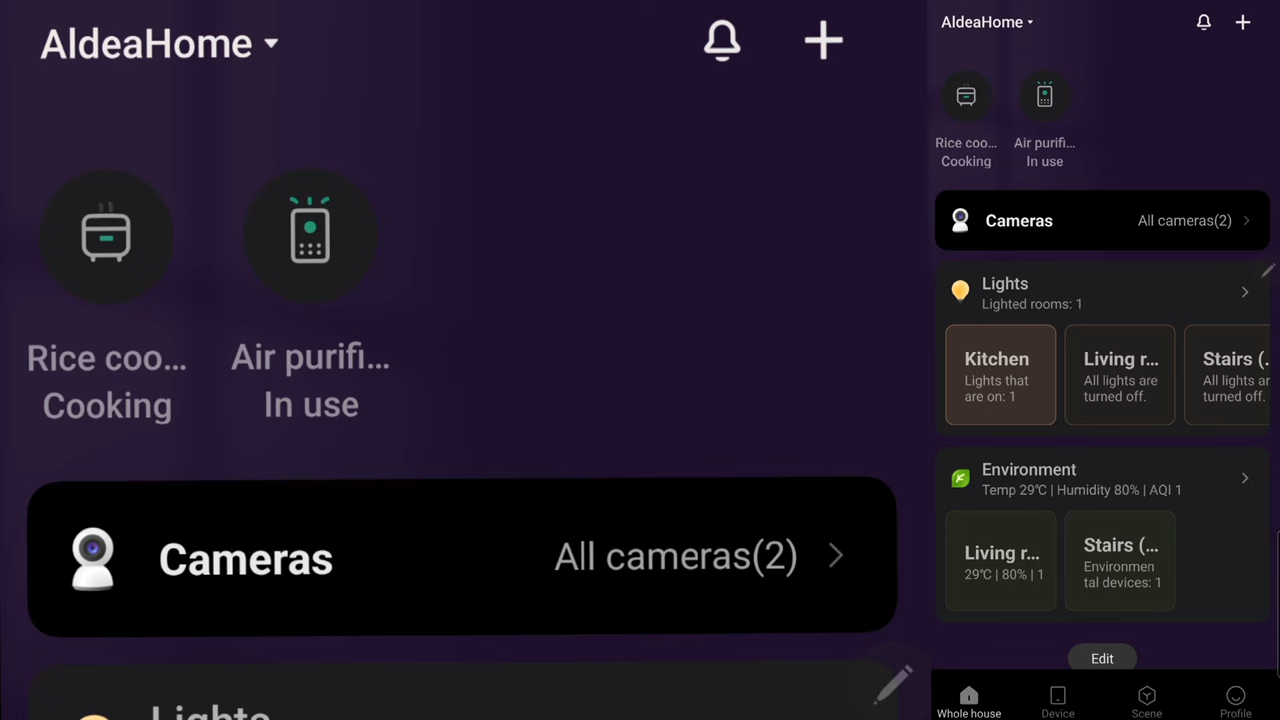 AldeaHome
Rice coo... Air purifi...
Cooking In use
Cameras All cameras(2)
Lights
AldeaHome
Rice coo... Air purifi...
Cooking In use
Cameras All cameras(2)
Lights
Lighted rooms: 1
Kitchen
Lights that
are on: 1
Living r...
All lights are
turned off.
Stairs (.
All lights ar
turned off.
Environment
Temp 29℃ | Humidity 80% | AQI 1
Living r...
29℃ | 80% | 1
Stairs (...
Environmen
tal devices: 1
Edit
Whole house Device Scene Profile